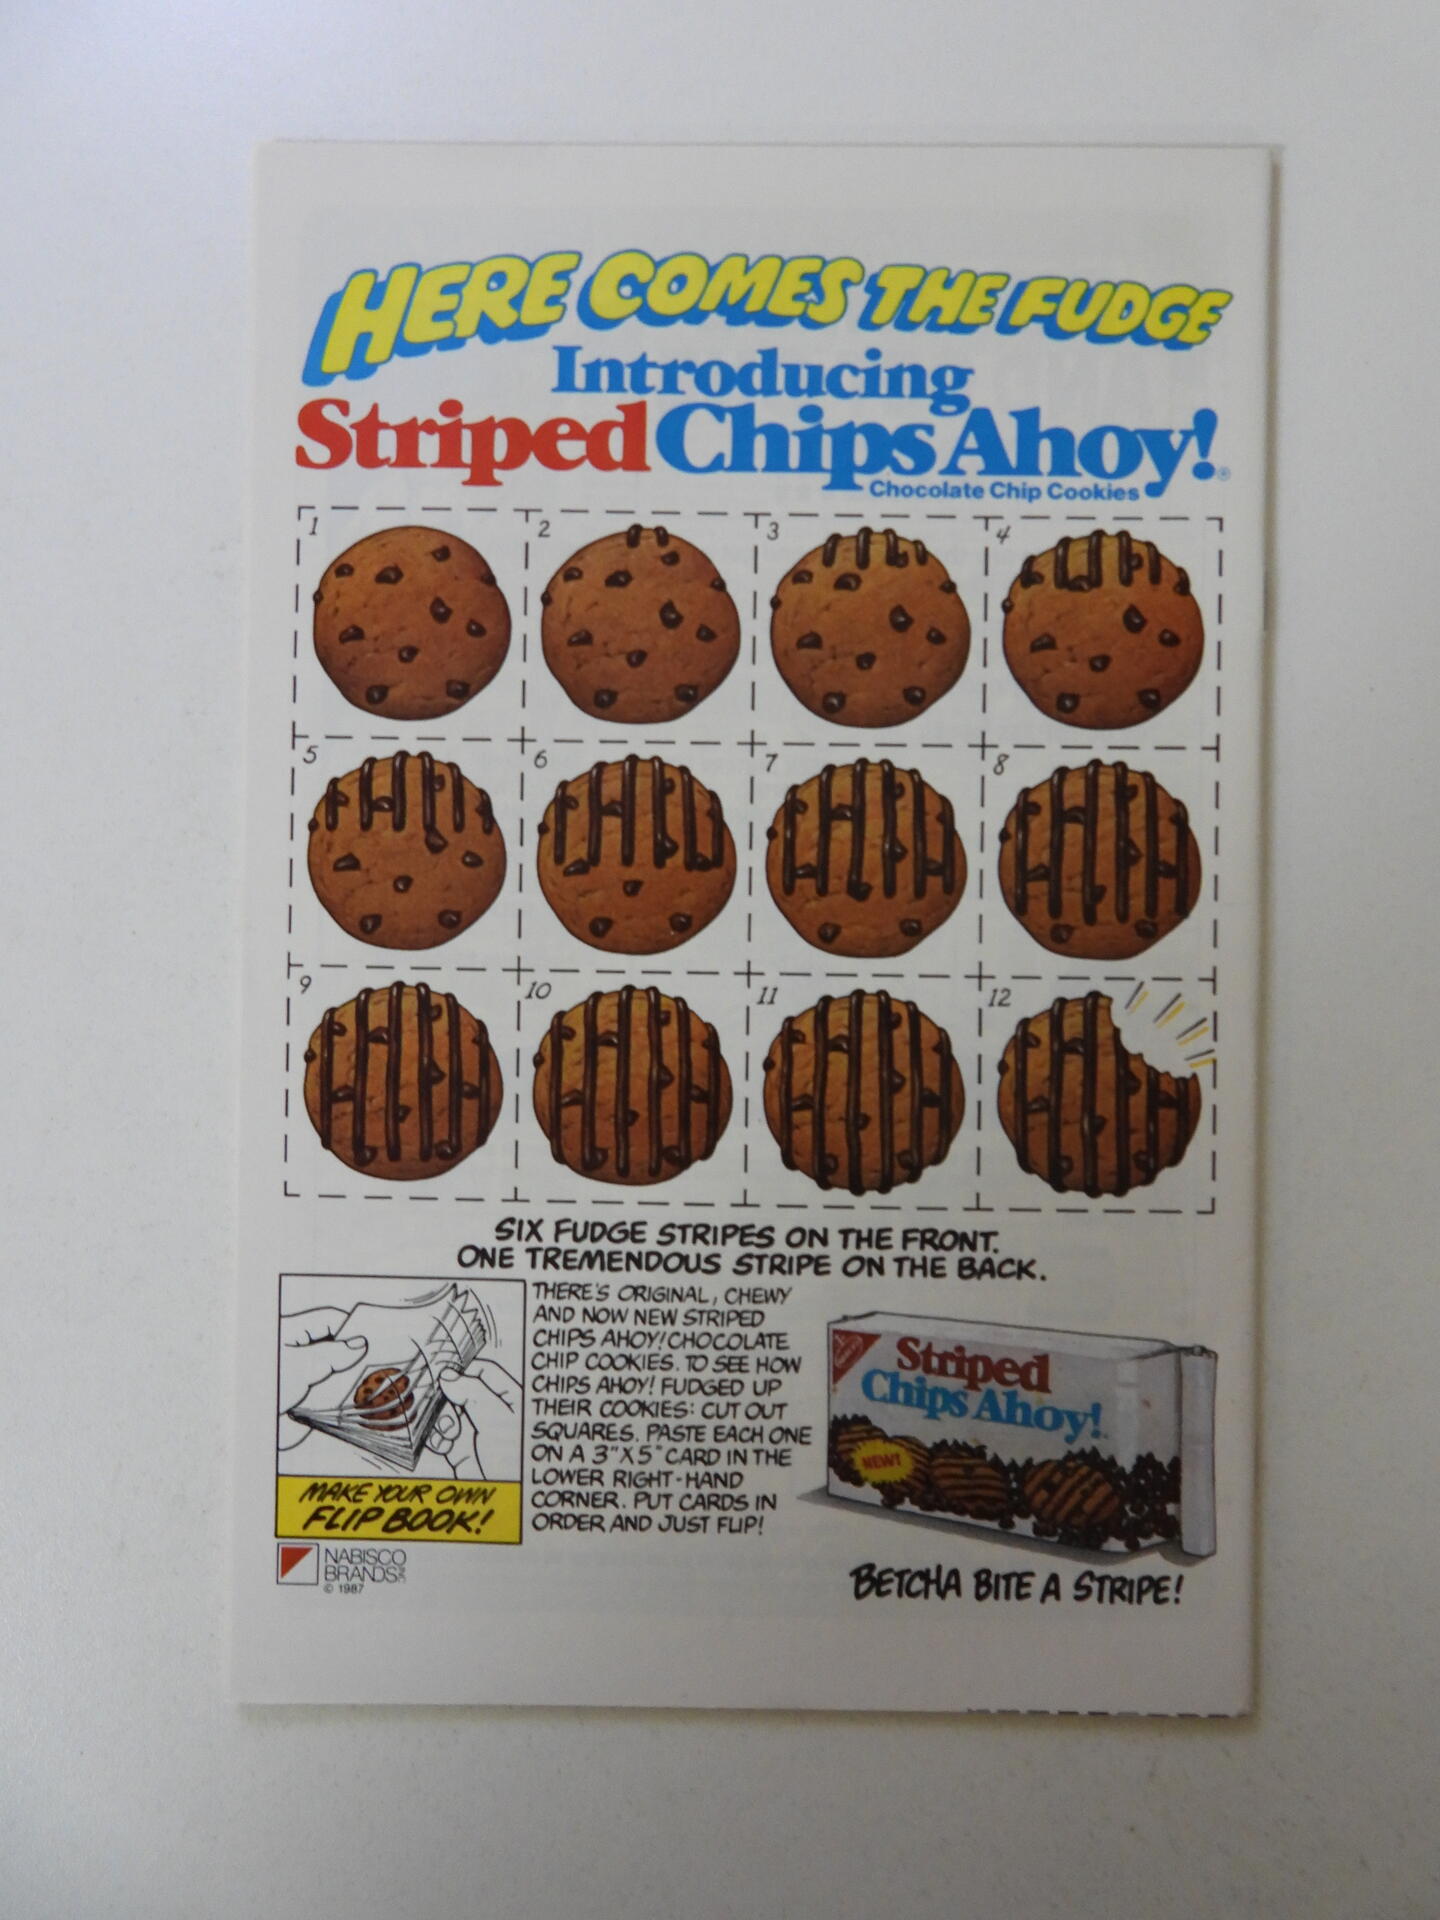 HERE COMES THE FUDGE
Introducing
Striped Chips Ahoy!®
Chocolate Chip Cookies
1
2
3
4
5
6
7
8
9
10
11
12
SIX FUDGE STRIPES ON THE FRONT.
ONE TREMENDOUS STRIPE ON THE BACK.
THERE'S ORIGINAL, CHEWY
AND NOW NEW STRIPED
CHIPS AHOY! CHOCOLATE
CHIP COOKIES. TO SEE HOW
CHIPS AHOY! FUDGED UP
THEIR COOKIES: CUT OUT
SQUARES. PASTE EACH ONE
ON A 3"X5" CARD IN THE
LOWER RIGHT-HAND
CORNER. PUT CARDS IN
ORDER AND JUST FLIP!
MAKE YOUR OWN
FLIP BOOK!
NABISCO
BRANDS INC
© 1987
Striped
Chips Ahoy!
NEW!
BETCHA BITE A STRIPE!